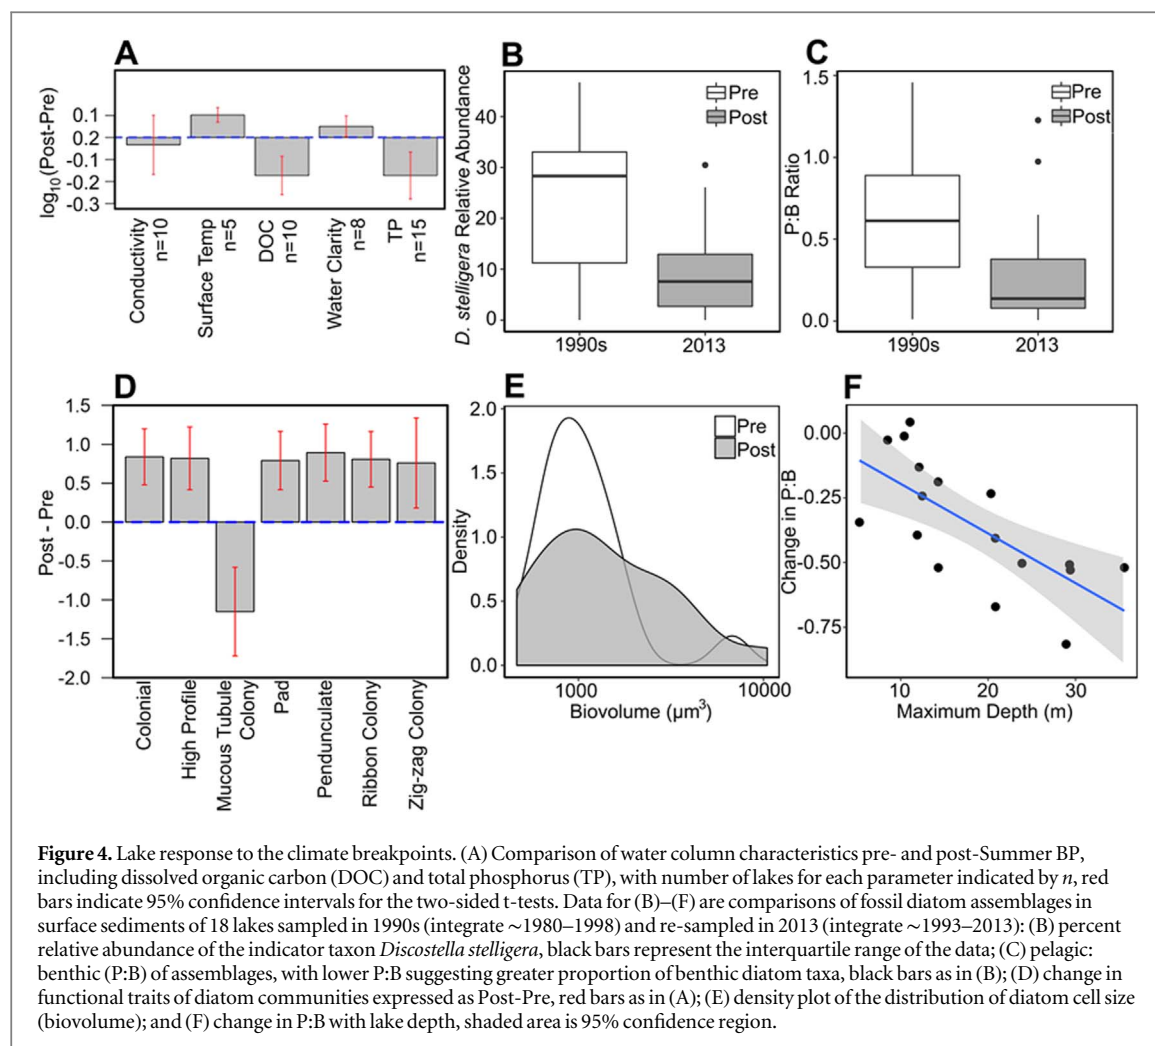 A
log10(Post-Pre)
0.1
0.2
-0.1
-0.2
-0.3
Conductivity
n=10
Surface Temp
n=5
DOC
n=10
Water Clarity
n=8
TP
n=15
B
D. stelligera Relative Abundance
40
30
20
10
0
Pre
Post
1990s
2013
C
P:B Ratio
1.5
1.0
0.5
0.0
Pre
Post
1990s
2013
D
Post - Pre
1.5
1.0
0.5
0.0
-0.5
-1.0
-1.5
-2.0
Colonial
High Profile
Mucous Tubule
Colony
Pad
Pendunculate
Ribbon Colony
Zig-zag Colony
E
Density
2.0
1.5
1.0
0.5
0.0
Pre
Post
1000
10000
Biovolume (µm³)
F
Change in P:B
0.00
-0.25
-0.50
-0.75
10
20
30
Maximum Depth (m)
Figure 4. Lake response to the climate breakpoints. (A) Comparison of water column characteristics pre- and post-Summer BP,
including dissolved organic carbon (DOC) and total phosphorus (TP), with number of lakes for each parameter indicated by n, red
bars indicate 95% confidence intervals for the two-sided t-tests. Data for (B)–(F) are comparisons of fossil diatom assemblages in
surface sediments of 18 lakes sampled in 1990s (integrate ~1980–1998) and re-sampled in 2013 (integrate ~1993–2013): (B) percent
relative abundance of the indicator taxon Discostella stelligera, black bars represent the interquartile range of the data; (C) pelagic:
benthic (P:B) of assemblages, with lower P:B suggesting greater proportion of benthic diatom taxa, black bars as in (B); (D) change in
functional traits of diatom communities expressed as Post-Pre, red bars as in (A); (E) density plot of the distribution of diatom cell size
(biovolume); and (F) change in P:B with lake depth, shaded area is 95% confidence region.